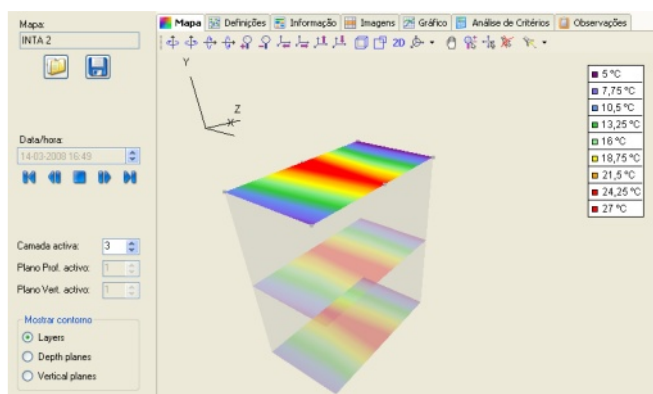 Mapa:
INTA 2
Mapa Definições Informação Imagens Gráfico Análise de Critérios Observações
2D
Y
Z
X
5 °C
7,75 °C
10,5 °C
13,25 °C
16 °C
18,75 °C
21,5 °C
24,25 °C
27 °C
Data/hora:
14-03-2008 16:49
Camada activa: 3
Plano Prof. activo: 1
Plano Vert. activo: 1
Mostrar contorno
Layers
Depth planes
Vertical planes